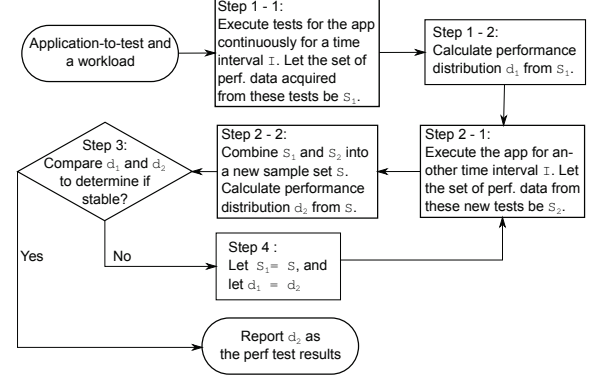 Application-to-test and
a workload
Step 1 - 1:
Execute tests for the app
continuously for a time
interval I. Let the set of
perf. data acquired
from these tests be S₁.
Step 1 - 2:
Calculate performance
distribution d₁ from S₁.
Step 2 - 1:
Execute the app for an-
other time interval I. Let
the set of perf. data from
these new tests be S₂.
Step 2 - 2:
Combine S₁ and S₂ into
a new sample set S.
Calculate performance
distribution d₂ from S.
Step 3:
Compare d₁ and d₂
to determine if
stable?
Yes
No
Step 4 :
Let S₁= S, and
let d₁ = d₂
Report d₂ as
the perf test results